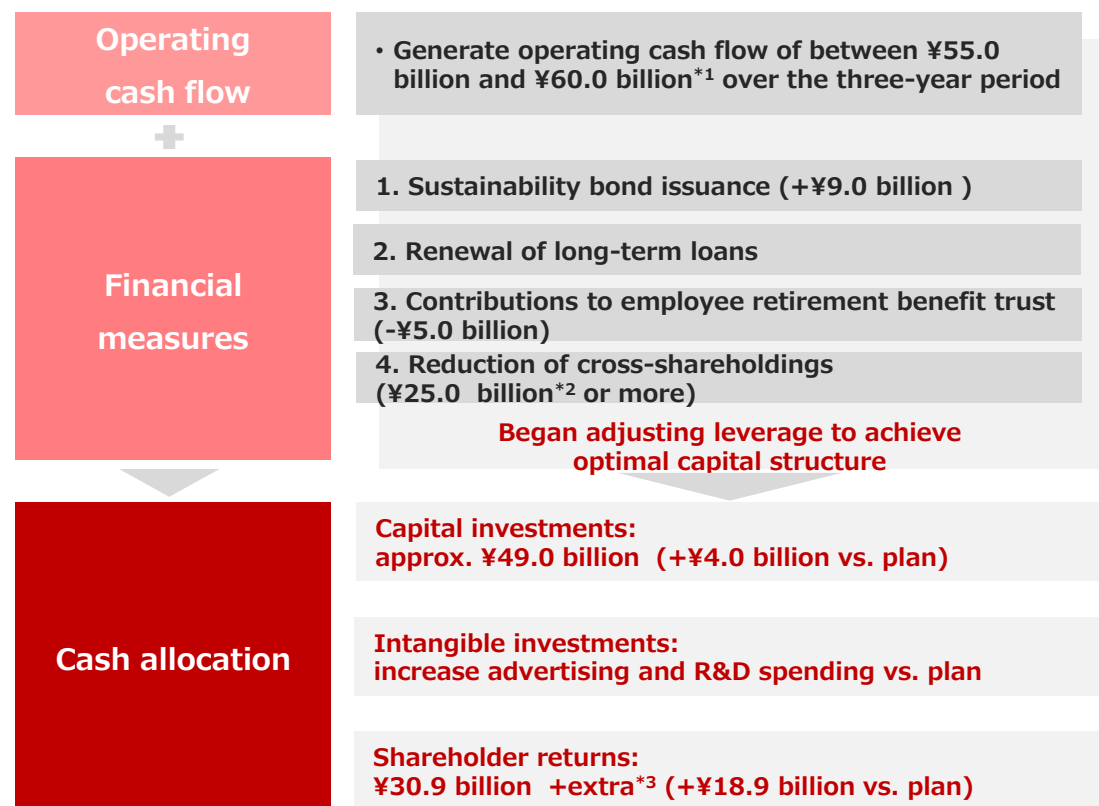 Operating
cash flow
• Generate operating cash flow of between ¥55.0
billion and ¥60.0 billion*1 over the three-year period
Financial
measures
1. Sustainability bond issuance (+¥9.0 billion )
2. Renewal of long-term loans
3. Contributions to employee retirement benefit trust
(-¥5.0 billion)
4. Reduction of cross-shareholdings
(¥25.0  billion*2 or more)
Began adjusting leverage to achieve
optimal capital structure
Cash allocation
Capital investments:
approx. ¥49.0 billion  (+¥4.0 billion vs. plan)
Intangible investments:
increase advertising and R&D spending vs. plan
Shareholder returns:
¥30.9 billion  +extra*3 (+¥18.9 billion vs. plan)